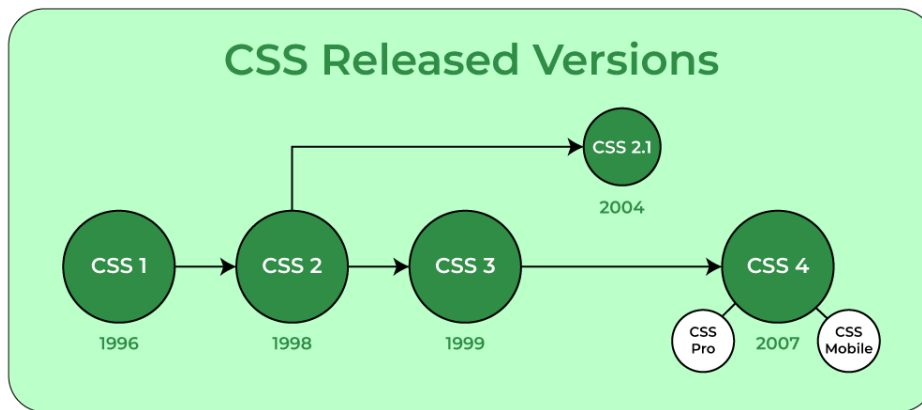 CSS Released Versions
CSS 2.1
2004
CSS 1
CSS 2
CSS 3
CSS 4
1996
1998
1999
2007
CSS
Pro
CSS
Mobile